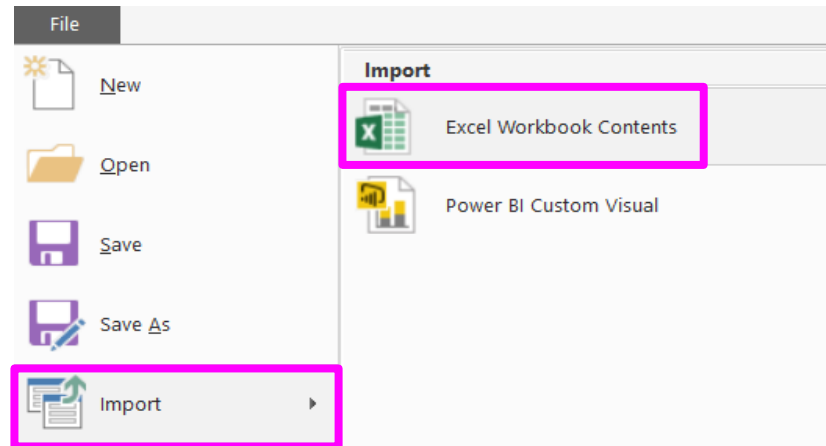 File
New
Open
Save
Save As
Import
Import
Excel Workbook Contents
Power BI Custom Visual